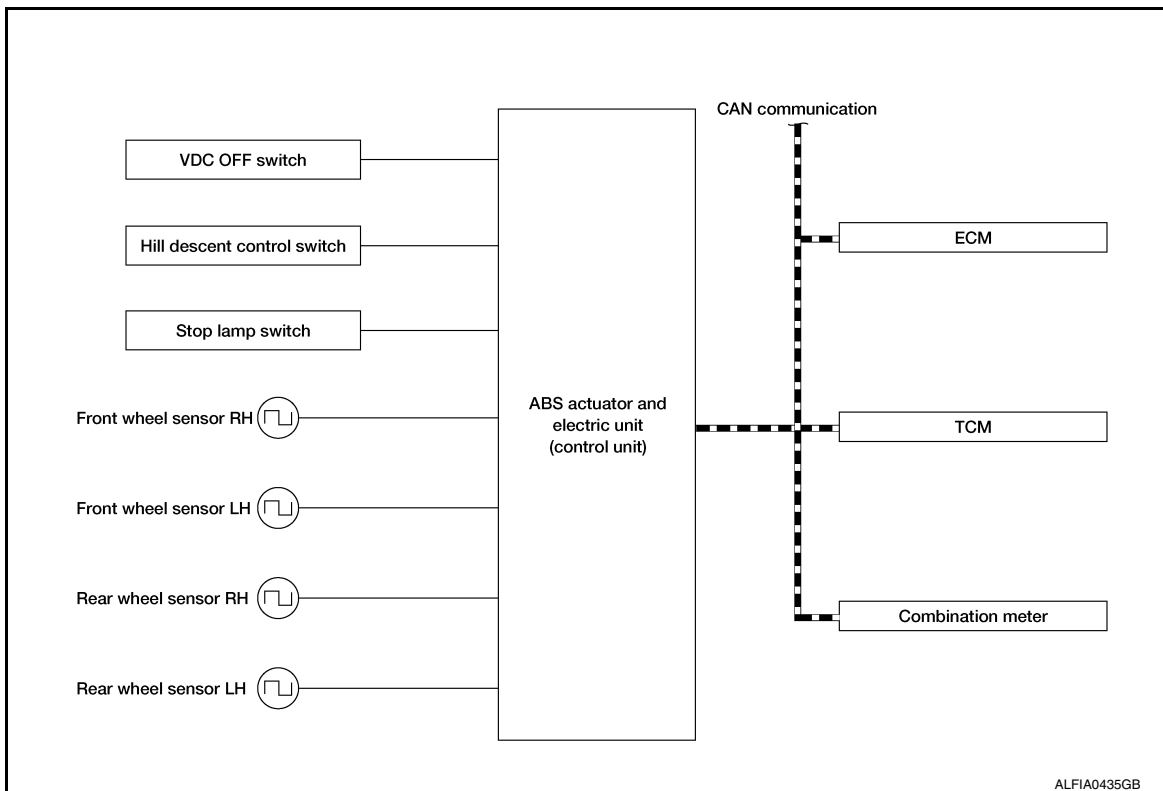 CAN communication
VDC OFF switch
Hill descent control switch
Stop lamp switch
Front wheel sensor RH
Front wheel sensor LH
Rear wheel sensor RH
Rear wheel sensor LH
ABS actuator and
electric unit
(control unit)
ECM
TCM
Combination meter
ALFIA0435GB